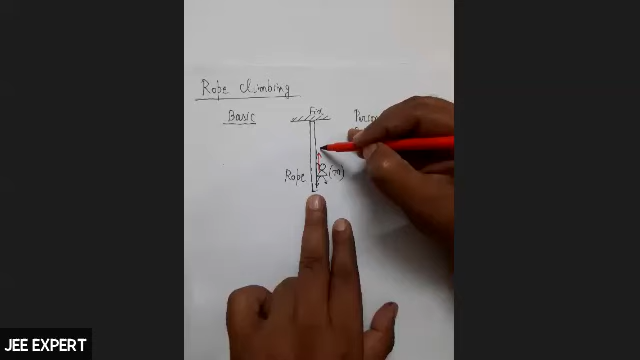 Rope Climbing
Basic
Fix
Rope
(m)
JEE EXPERT